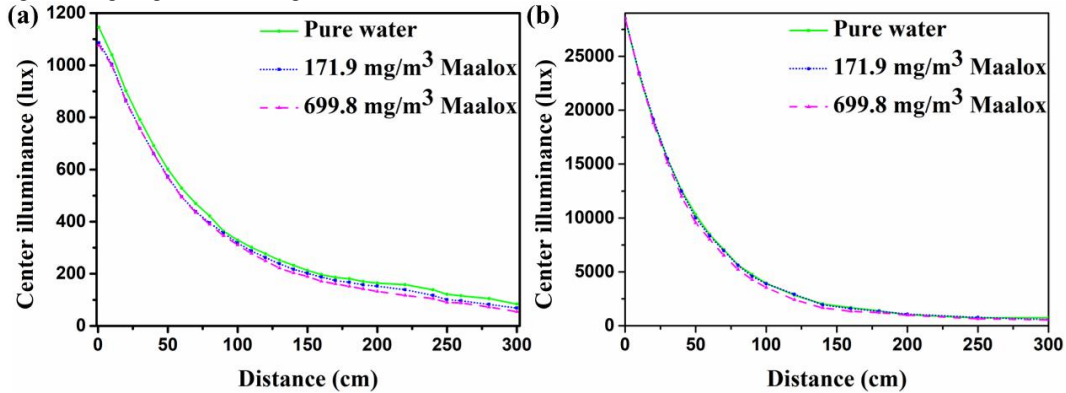 (a)
1200
1000
800
600
400
200
0
Center illuminance (lux)
Pure water
171.9 mg/m³ Maalox
699.8 mg/m³ Maalox
0 50 100 150 200 250 300
Distance (cm)
(b)
25000
20000
15000
10000
5000
0
Center illuminance (lux)
Pure water
171.9 mg/m³ Maalox
699.8 mg/m³ Maalox
0 50 100 150 200 250 300
Distance (cm)